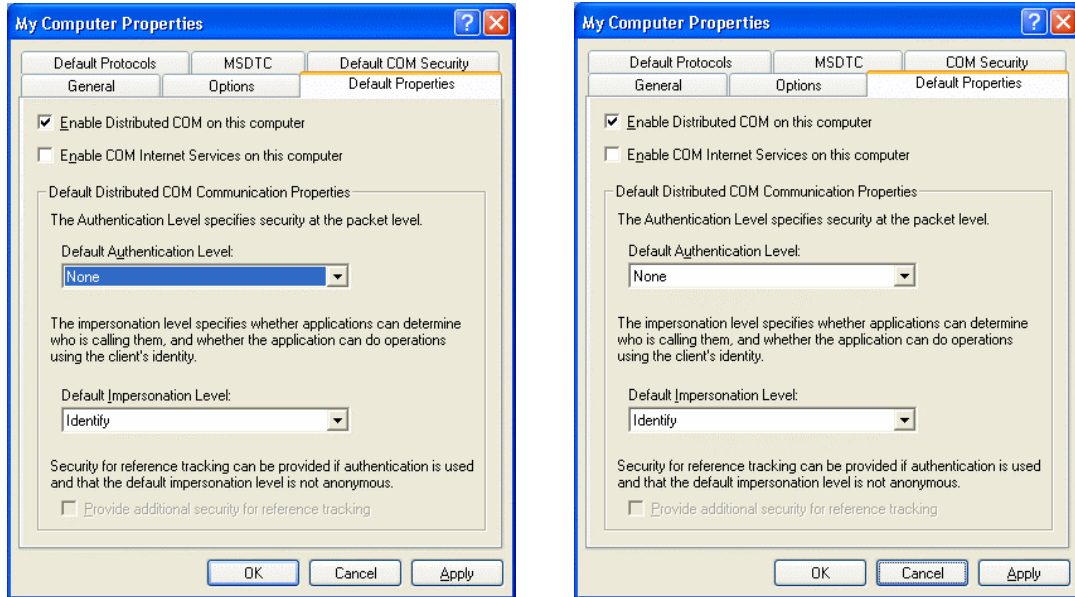 My Computer Properties
Default Protocols MSDTC Default COM Security
General Options Default Properties
Enable Distributed COM on this computer
Enable COM Internet Services on this computer
Default Distributed COM Communication Properties
The Authentication Level specifies security at the packet level.
Default Authentication Level:
None
The impersonation level specifies whether applications can determine
who is calling them, and whether the application can do operations
using the client's identity.
Default Impersonation Level:
Identify
Security for reference tracking can be provided if authentication is used
and that the default impersonation level is not anonymous.
Provide additional security for reference tracking
OK Cancel Apply
My Computer Properties
Default Protocols MSDTC COM Security
General Options Default Properties
Enable Distributed COM on this computer
Enable COM Internet Services on this computer
Default Distributed COM Communication Properties
The Authentication Level specifies security at the packet level.
Default Authentication Level:
None
The impersonation level specifies whether applications can determine
who is calling them, and whether the application can do operations
using the client's identity.
Default Impersonation Level:
Identify
Security for reference tracking can be provided if authentication is used
and that the default impersonation level is not anonymous.
Provide additional security for reference tracking
OK Cancel Apply